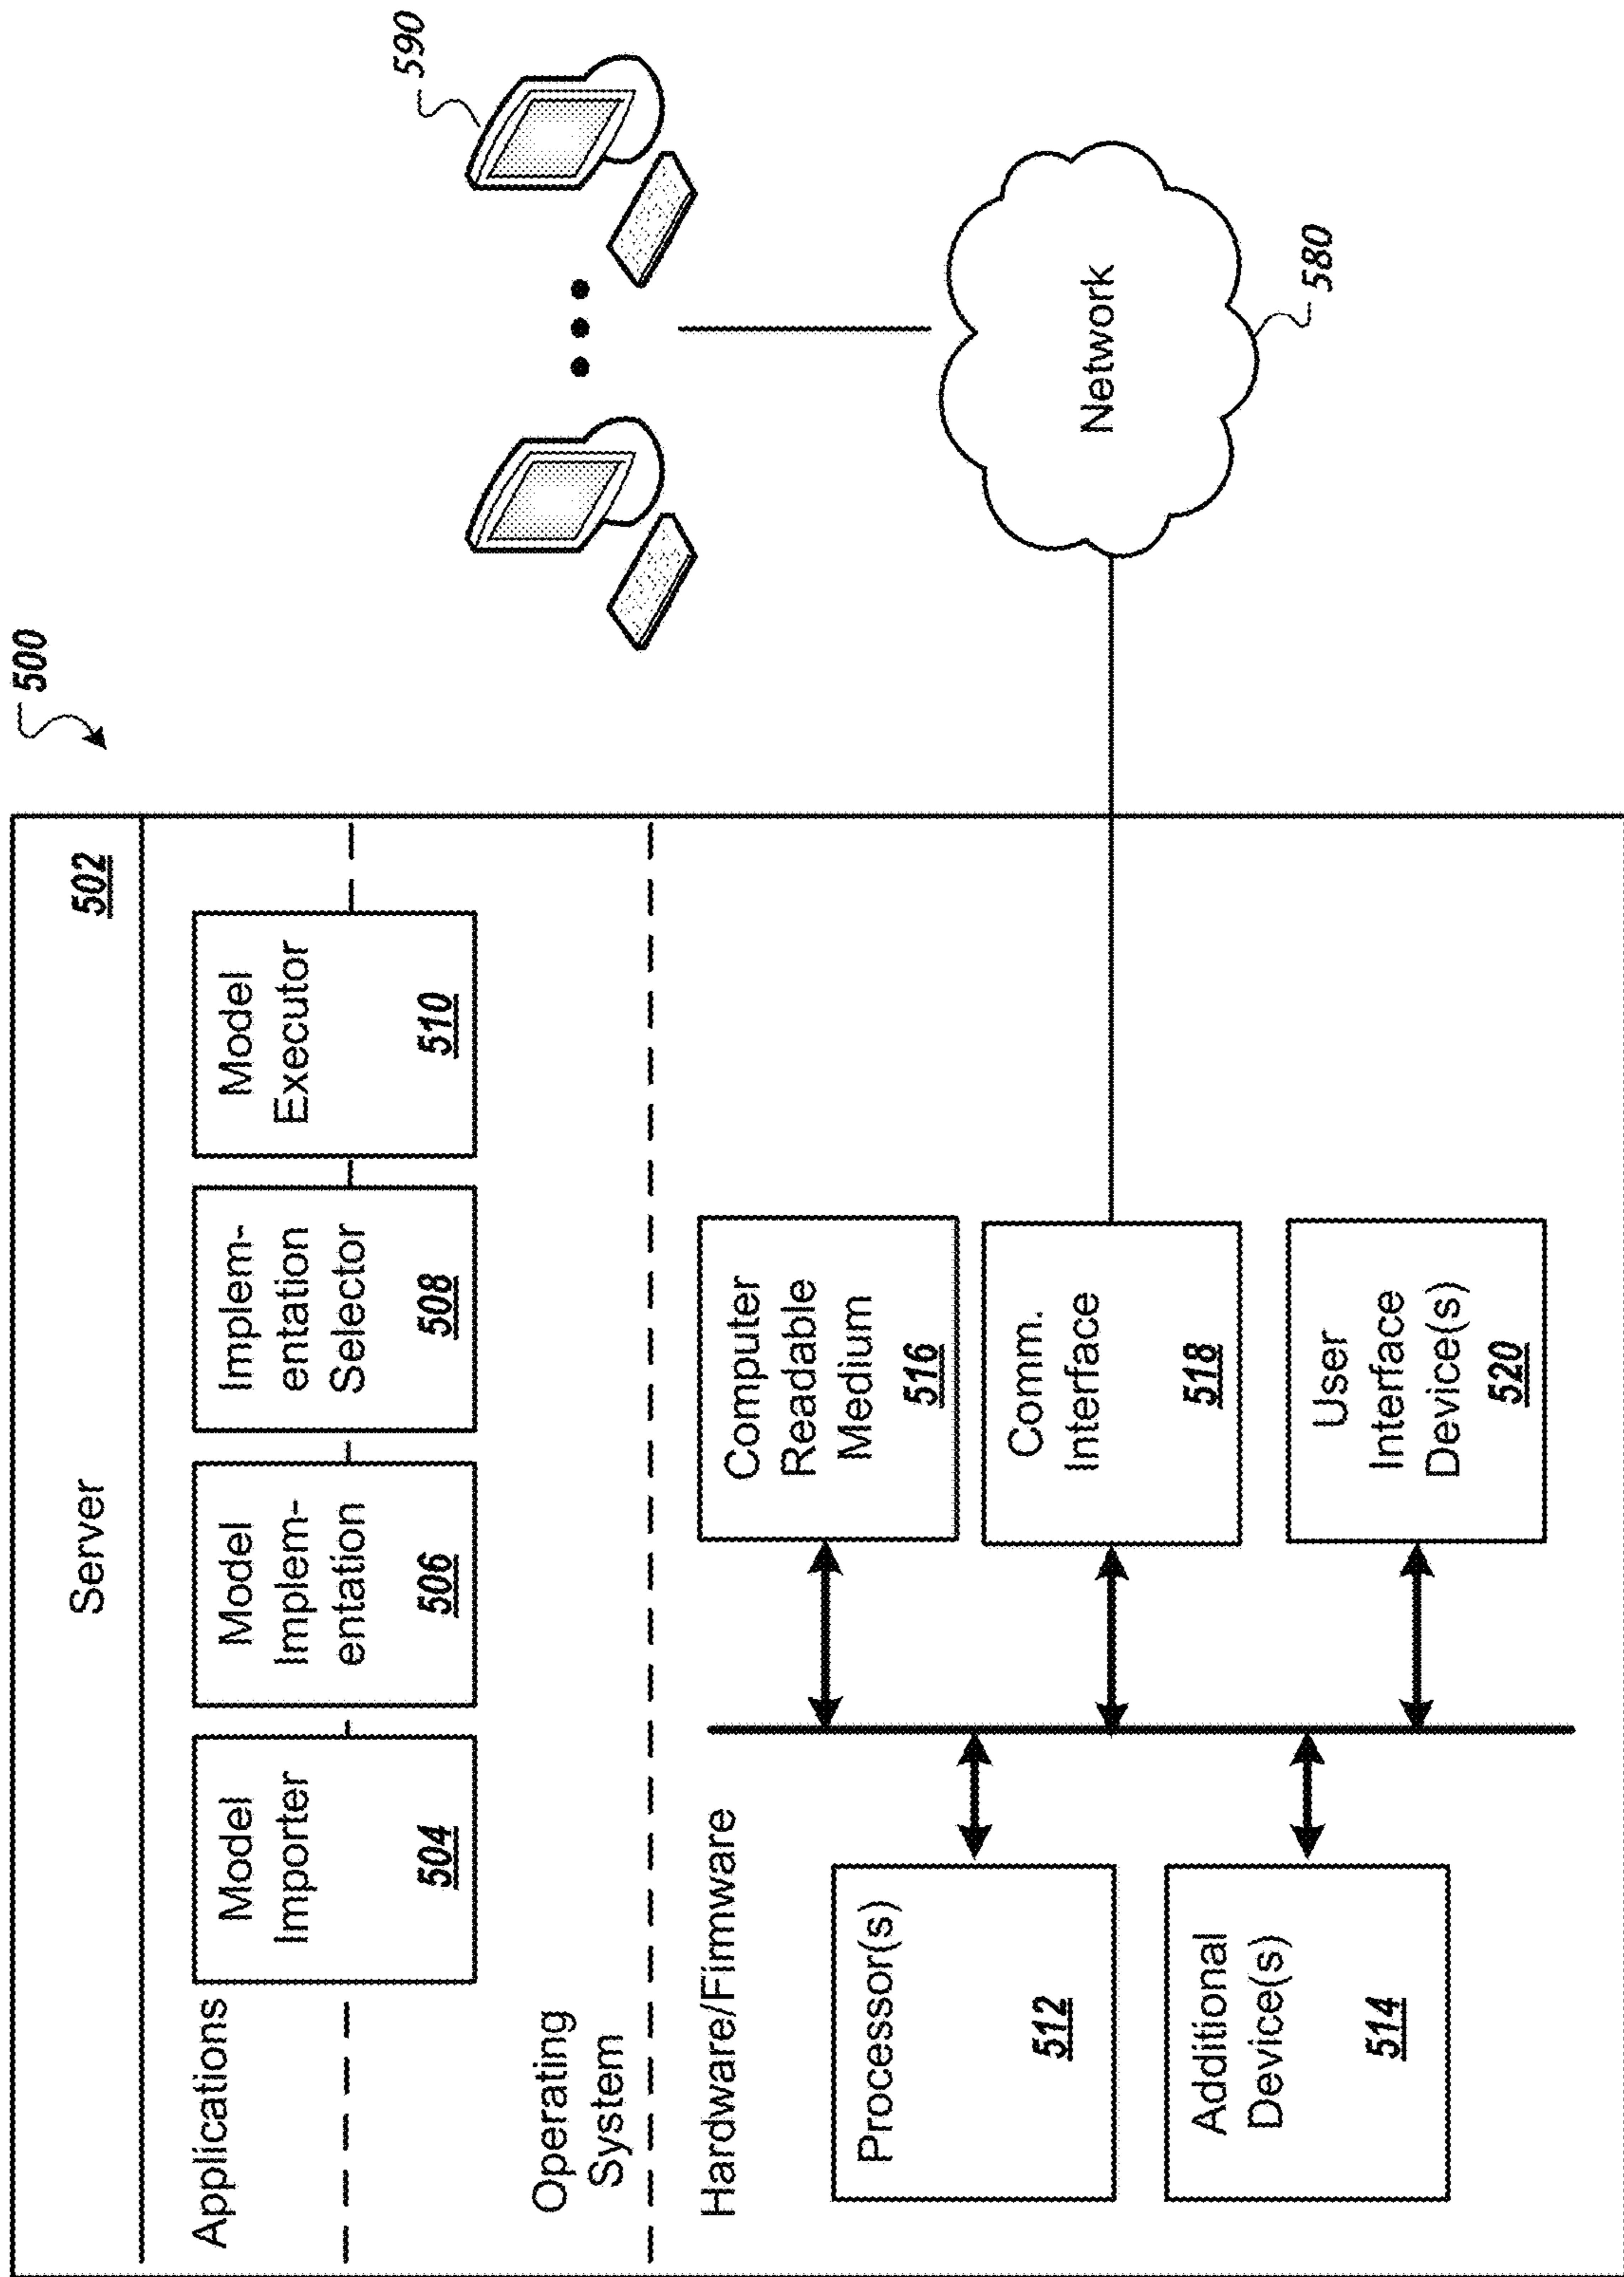 500
Server
502
Applications
Model
Importer
504
Model
Implem-
entation
506
Implem-
entation
Selector
508
Model
Executor
510
Operating
System
Hardware/Firmware
Processor(s)
512
Additional
Device(s)
514
Computer
Readable
Medium
516
Comm.
Interface
518
User
Interface
Device(s)
520
590
Network
580